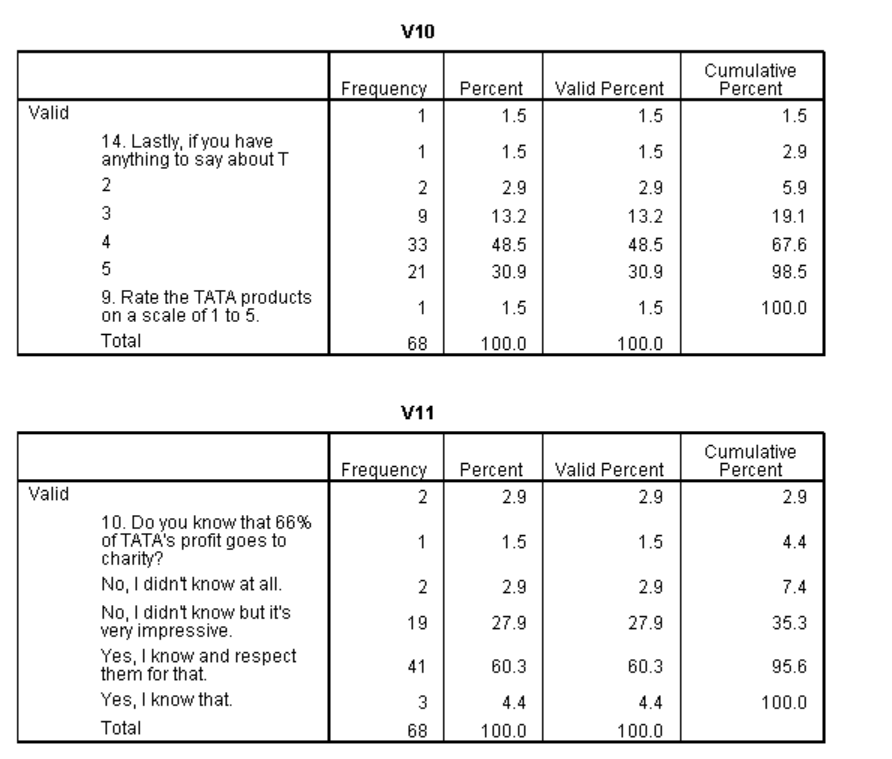 V10
Frequency Percent Valid Percent Cumulative Percent
Valid 1 1.5 1.5 1.5
14. Lastly, if you have
anything to say about T 1 1.5 1.5 2.9
2 2 2.9 2.9 5.9
3 9 13.2 13.2 19.1
4 33 48.5 48.5 67.6
5 21 30.9 30.9 98.5
9. Rate the TATA products
on a scale of 1 to 5. 1 1.5 1.5 100.0
Total 68 100.0 100.0
V11
Frequency Percent Valid Percent Cumulative Percent
Valid 2 2.9 2.9 2.9
10. Do you know that 66%
of TATA's profit goes to 1 1.5 1.5 4.4
charity?
No, I didn't know at all. 2 2.9 2.9 7.4
No, I didn't know but it's
very impressive. 19 27.9 27.9 35.3
Yes, I know and respect
them for that. 41 60.3 60.3 95.6
Yes, I know that. 3 4.4 4.4 100.0
Total 68 100.0 100.0